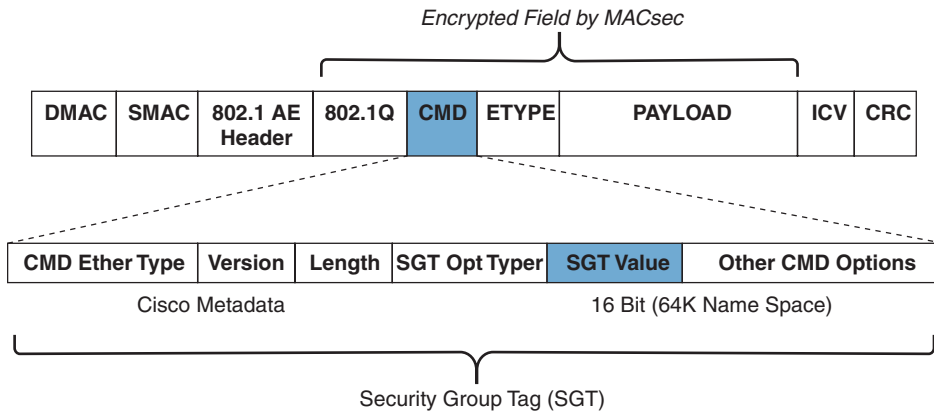 Encrypted Field by MACsec
DMAC SMAC 802.1 AE Header 802.1Q CMD ETYPE PAYLOAD ICV CRC
CMD Ether Type Version Length SGT Opt Typer SGT Value Other CMD Options
Cisco Metadata 16 Bit (64K Name Space)
Security Group Tag (SGT)